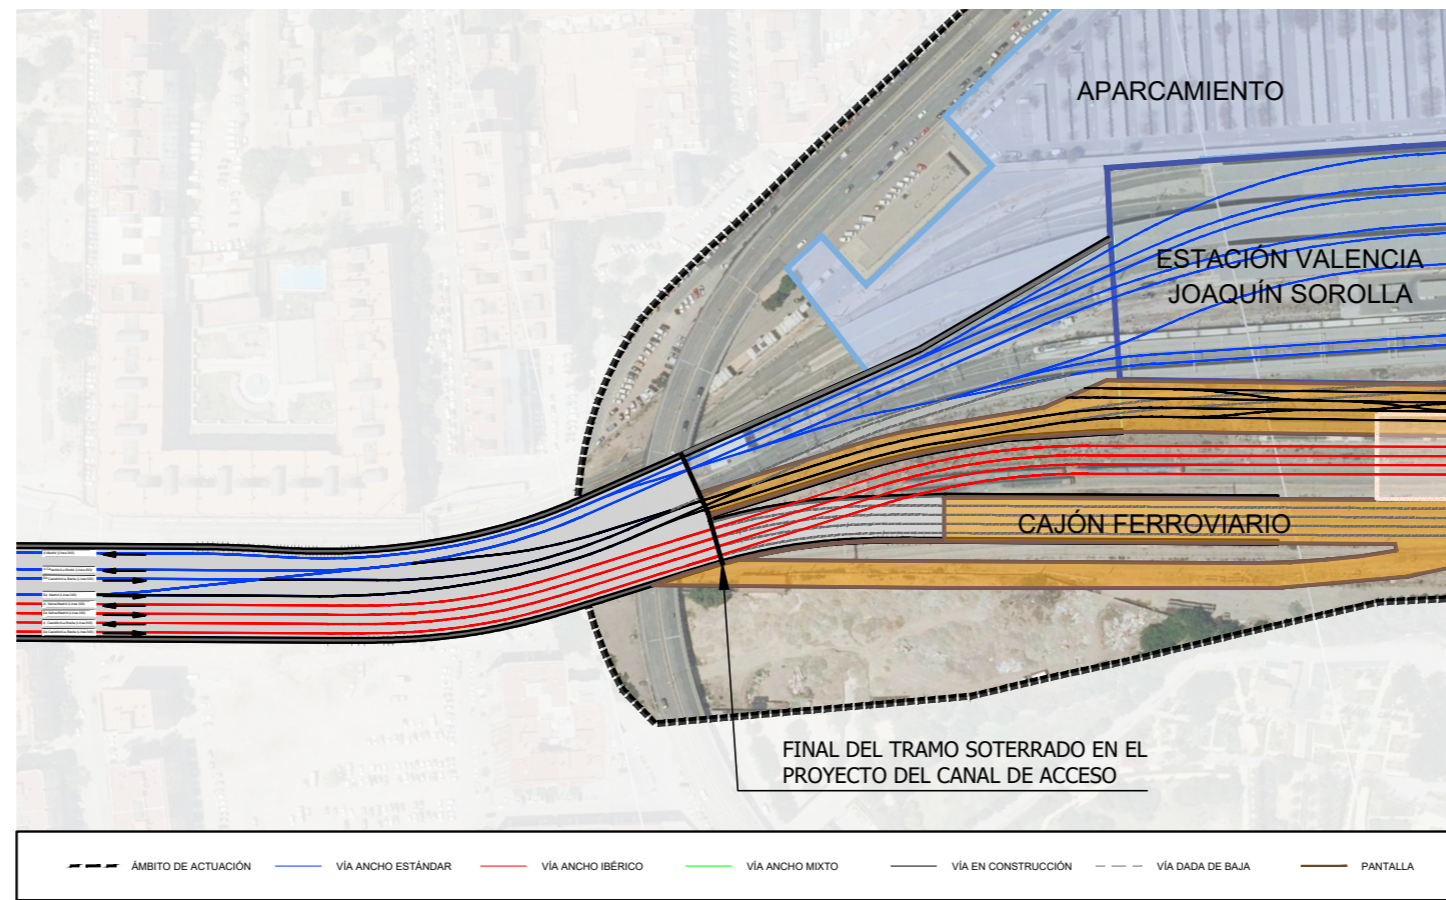 APARCAMIENTO
ESTACIÓN VALENCIA
JOAQUÍN SOROLLA
CAJÓN FERROVIARIO
FINAL DEL TRAMO SOTERRADO EN EL
PROYECTO DEL CANAL DE ACCESO
ÁMBITO DE ACTUACIÓN
VÍA ANCHO ESTÁNDAR
VÍA ANCHO IBÉRICO
VÍA ANCHO MIXTO
VÍA EN CONSTRUCCIÓN
VÍA DADA DE BAJA
PANTALLA